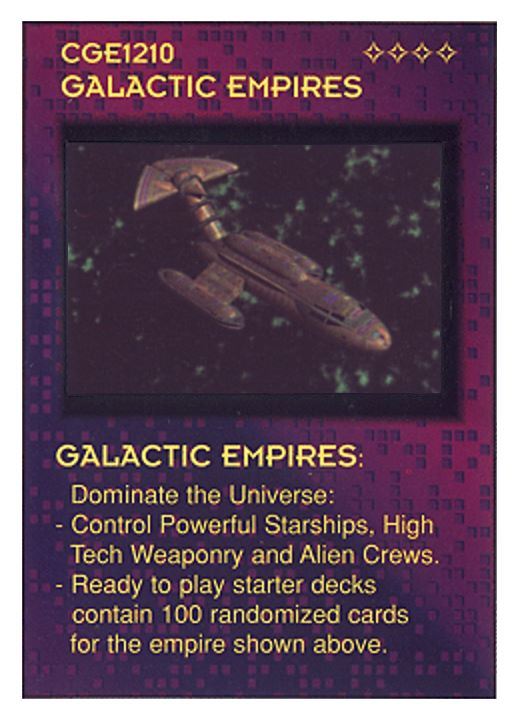 CGE1210
GALACTIC EMPIRES
GALACTIC EMPIRES:
Dominate the Universe:
- Control Powerful Starships, High
Tech Weaponry and Alien Crews.
- Ready to play starter decks
contain 100 randomized cards
for the empire shown above.